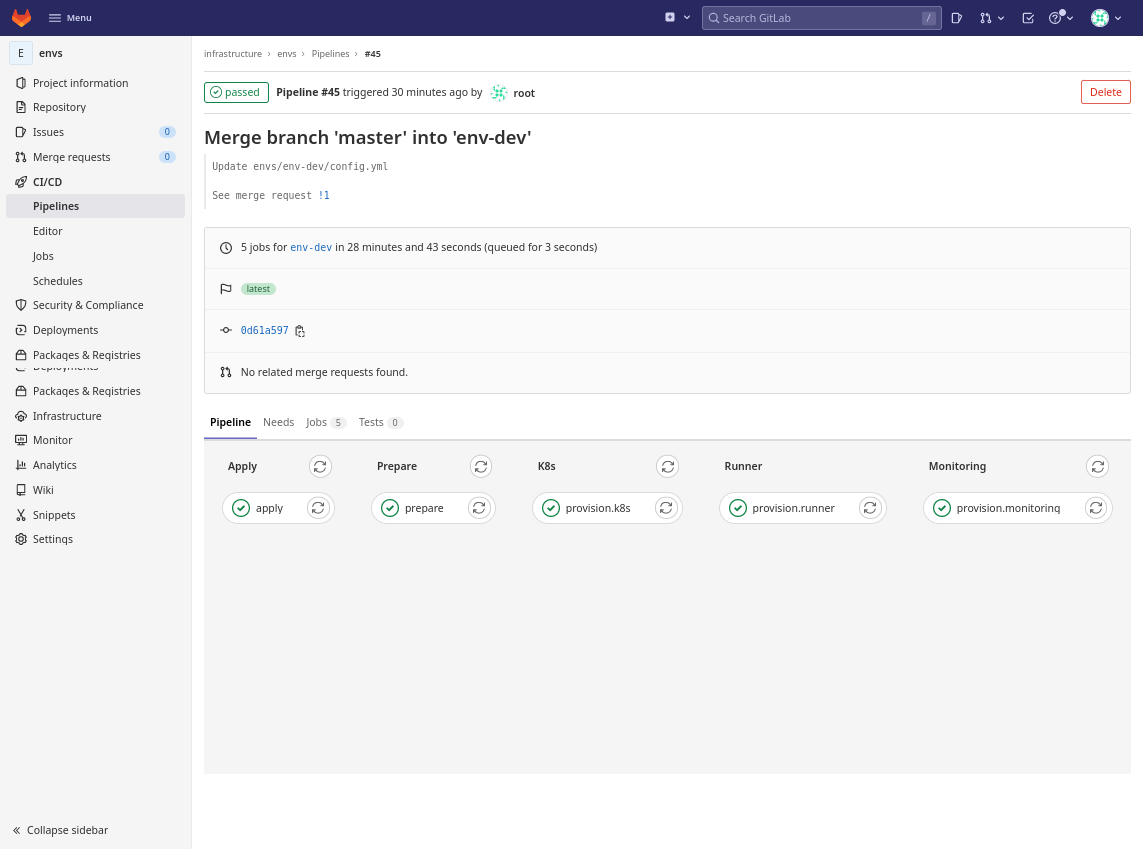 Menu
Search GitLab /
E envs
Project information
Repository
Issues 0
Merge requests 0
CI/CD
Pipelines
Editor
Jobs
Schedules
Security & Compliance
Deployments
Packages & Registries
Deployments
Packages & Registries
Infrastructure
Monitor
Analytics
Wiki
Snippets
Settings
Collapse sidebar
infrastructure › envs › Pipelines › #45
passed Pipeline #45 triggered 30 minutes ago by root Delete
Merge branch 'master' into 'env-dev'
Update envs/env-dev/config.yml
See merge request !1
5 jobs for env-dev in 28 minutes and 43 seconds (queued for 3 seconds)
latest
0d61a597
No related merge requests found.
Pipeline Needs Jobs 5 Tests 0
Apply Prepare K8s Runner Monitoring
apply prepare provision.k8s provision.runner provision.monitoring